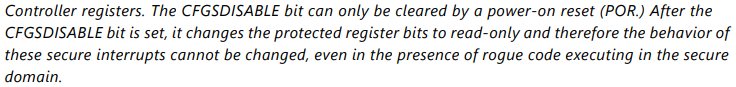 Controller registers. The CFGSDISABLE bit can only be cleared by a power-on reset (POR.) After the
CFGSDISABLE bit is set, it changes the protected register bits to read-only and therefore the behavior of
these secure interrupts cannot be changed, even in the presence of rogue code executing in the secure
domain.